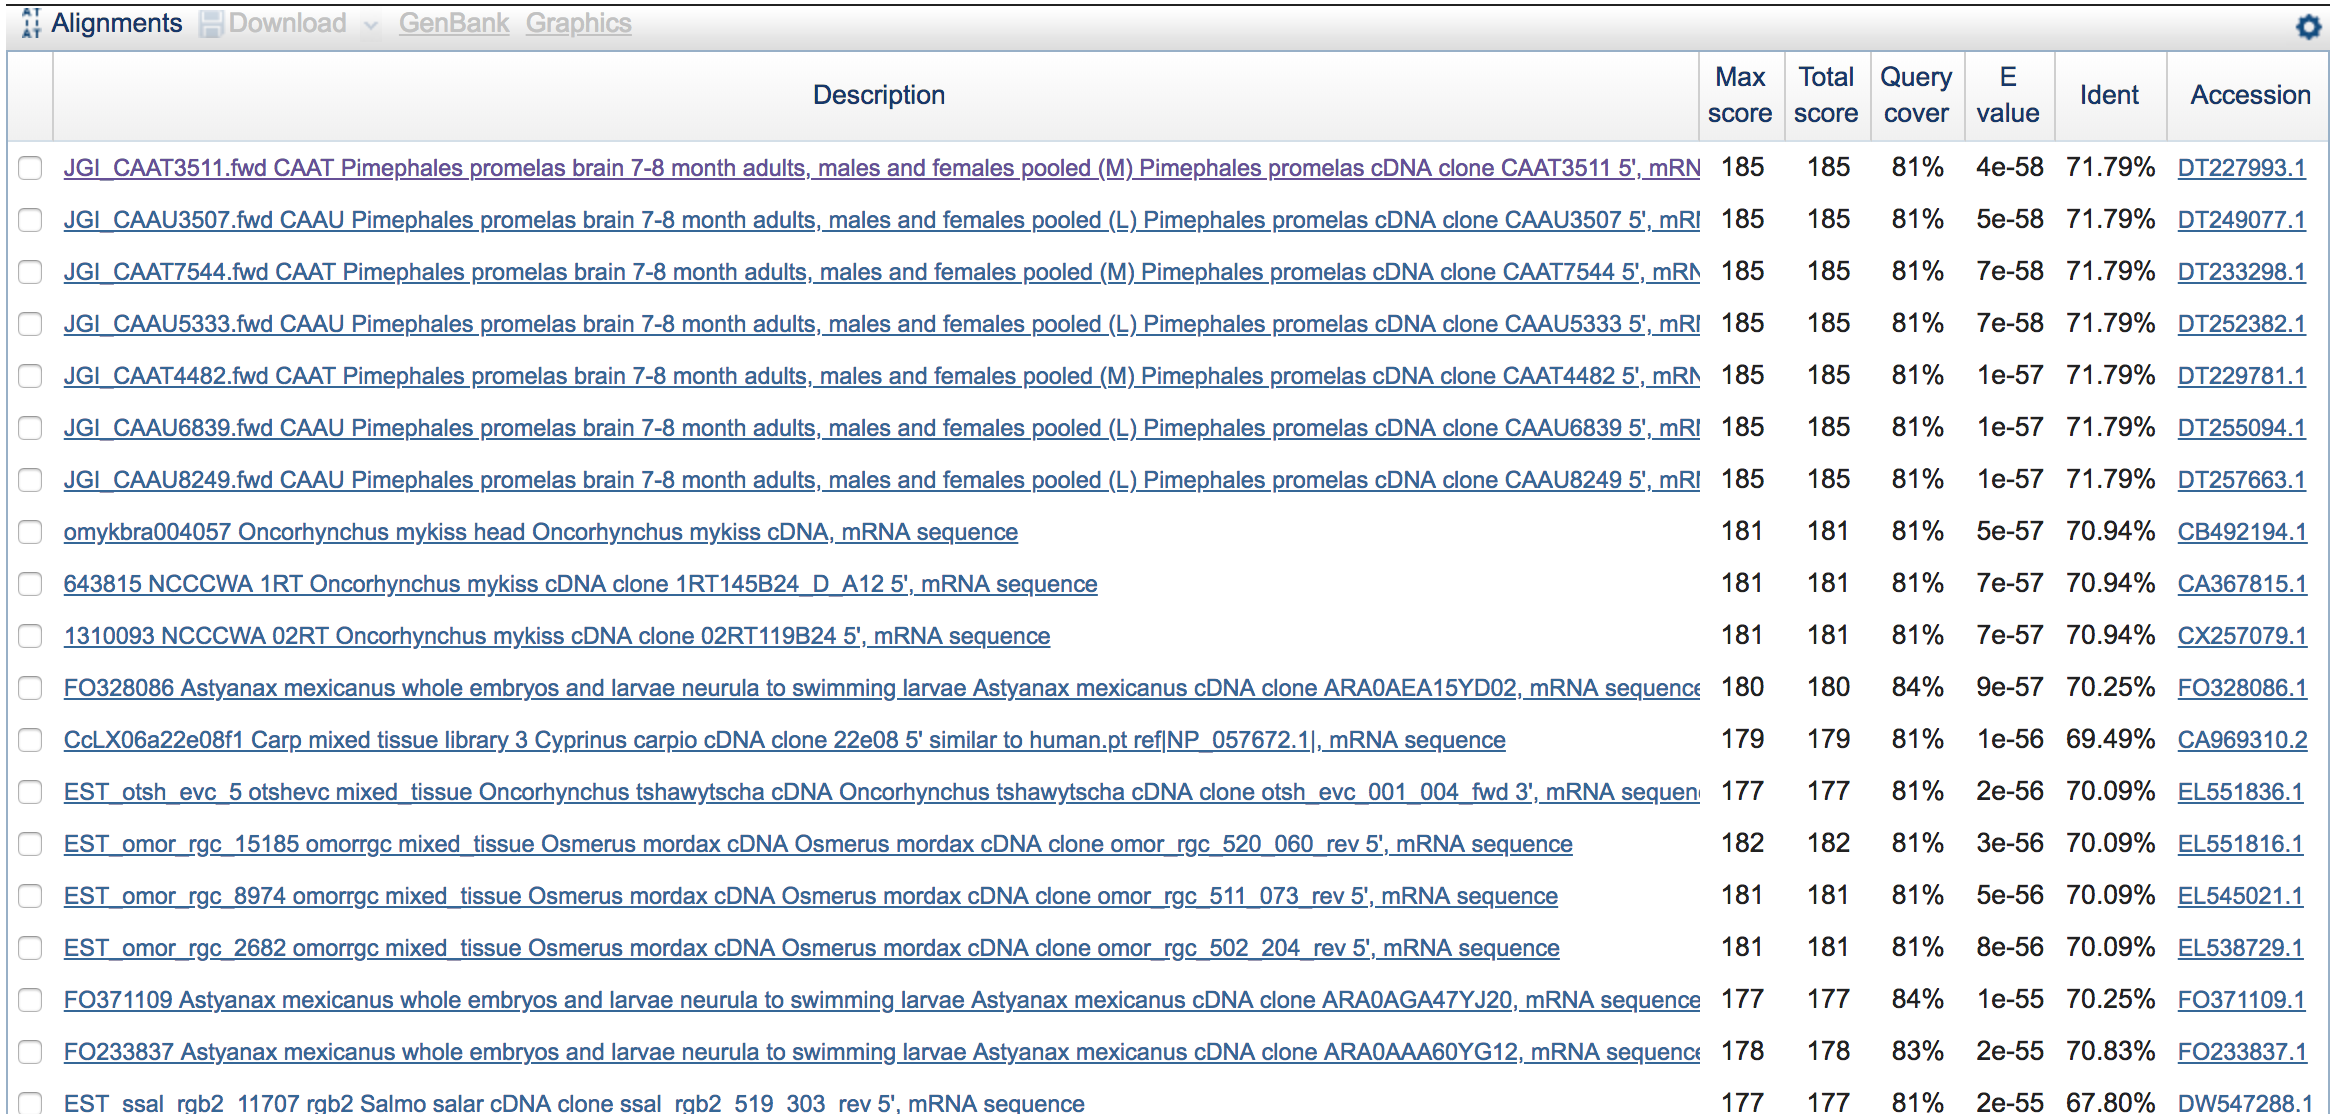 Alignments Download GenBank Graphics
Description Max score Total score Query cover E value Ident Accession
JGI_CAAT3511.fwd CAAT Pimephales promelas brain 7-8 month adults, males and females pooled (M) Pimephales promelas cDNA clone CAAT3511 5', mRN 185 185 81% 4e-58 71.79% DT227993.1
JGI_CAAU3507.fwd CAAU Pimephales promelas brain 7-8 month adults, males and females pooled (L) Pimephales promelas cDNA clone CAAU3507 5', mRN 185 185 81% 5e-58 71.79% DT249077.1
JGI_CAAT7544.fwd CAAT Pimephales promelas brain 7-8 month adults, males and females pooled (M) Pimephales promelas cDNA clone CAAT7544 5', mRN 185 185 81% 7e-58 71.79% DT233298.1
JGI_CAAU5333.fwd CAAU Pimephales promelas brain 7-8 month adults, males and females pooled (L) Pimephales promelas cDNA clone CAAU5333 5', mRN 185 185 81% 7e-58 71.79% DT252382.1
JGI_CAAT4482.fwd CAAT Pimephales promelas brain 7-8 month adults, males and females pooled (M) Pimephales promelas cDNA clone CAAT4482 5', mRN 185 185 81% 1e-57 71.79% DT229781.1
JGI_CAAU6839.fwd CAAU Pimephales promelas brain 7-8 month adults, males and females pooled (L) Pimephales promelas cDNA clone CAAU6839 5', mRN 185 185 81% 1e-57 71.79% DT255094.1
JGI_CAAU8249.fwd CAAU Pimephales promelas brain 7-8 month adults, males and females pooled (L) Pimephales promelas cDNA clone CAAU8249 5', mRN 185 185 81% 1e-57 71.79% DT257663.1
omykbra004057 Oncorhynchus mykiss head Oncorhynchus mykiss cDNA, mRNA sequence 181 181 81% 5e-57 70.94% CB492194.1
643815 NCCCWA 1RT Oncorhynchus mykiss cDNA clone 1RT145B24_D_A12 5', mRNA sequence 181 181 81% 7e-57 70.94% CA367815.1
1310093 NCCCWA 02RT Oncorhynchus mykiss cDNA clone 02RT119B24 5', mRNA sequence 181 181 81% 7e-57 70.94% CX257079.1
FO328086 Astyanax mexicanus whole embryos and larvae neurula to swimming larvae Astyanax mexicanus cDNA clone ARA0AEA15YD02, mRNA sequence 180 180 84% 9e-57 70.25% FO328086.1
CcLX06a22e08f1 Carp mixed tissue library 3 Cyprinus carpio cDNA clone 22e08 5' similar to human.pt ref|NP_057672.1|, mRNA sequence 179 179 81% 1e-56 69.49% CA969310.2
EST_otsh_evc_5 otshevc mixed_tissue Oncorhynchus tshawytscha cDNA Oncorhynchus tshawytscha cDNA clone otsh_evc_001_004_fwd 3', mRNA sequen 177 177 81% 2e-56 70.09% EL551836.1
EST_omor_rgc_15185 omorrgc mixed_tissue Osmerus mordax cDNA Osmerus mordax cDNA clone omor_rgc_520_060_rev 5', mRNA sequence 182 182 81% 3e-56 70.09% EL551816.1
EST_omor_rgc_8974 omorrgc mixed_tissue Osmerus mordax cDNA Osmerus mordax cDNA clone omor_rgc_511_073_rev 5', mRNA sequence 181 181 81% 5e-56 70.09% EL545021.1
EST_omor_rgc_2682 omorrgc mixed_tissue Osmerus mordax cDNA Osmerus mordax cDNA clone omor_rgc_502_204_rev 5', mRNA sequence 181 181 81% 8e-56 70.09% EL538729.1
FO371109 Astyanax mexicanus whole embryos and larvae neurula to swimming larvae Astyanax mexicanus cDNA clone ARA0AGA47YJ20, mRNA sequence 177 177 84% 1e-55 70.25% FO371109.1
FO233837 Astyanax mexicanus whole embryos and larvae neurula to swimming larvae Astyanax mexicanus cDNA clone ARA0AAA60YG12, mRNA sequence 178 178 83% 2e-55 70.83% FO233837.1
EST_ssal_rgb2_11707 rgb2 Salmo salar cDNA clone ssal_rgb2_519_303_rev 5', mRNA sequence 177 177 81% 2e-55 67.80% DW547288.1